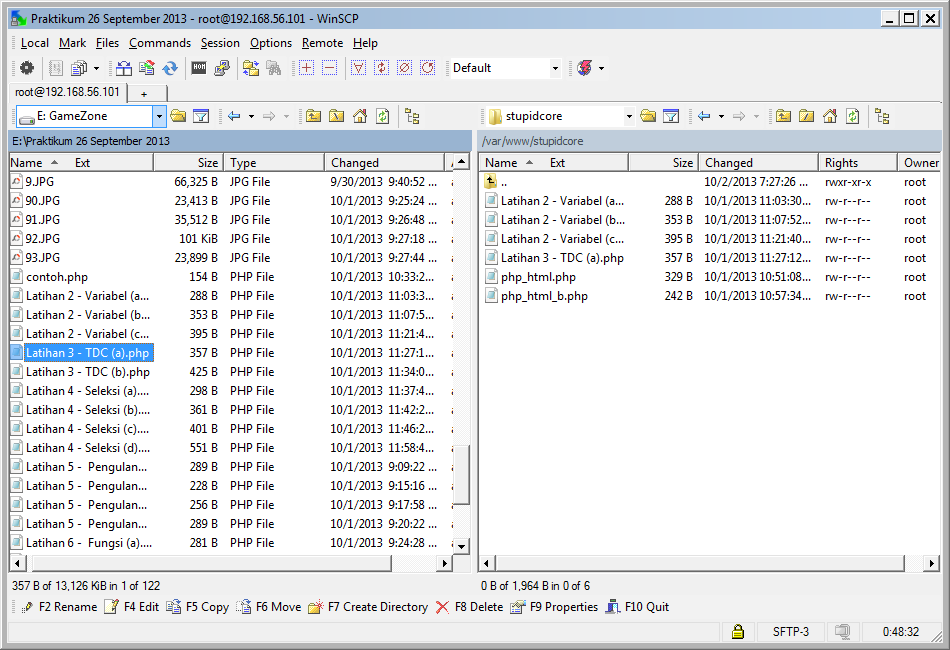 Praktikum 26 September 2013 - root@192.168.56.101 - WinSCP
Local Mark Files Commands Session Options Remote Help
Default
root@192.168.56.101 +
E: GameZone
stupidcore
E:\Praktikum 26 September 2013
/var/www/stupidcore
Name Ext Size Type Changed
9.JPG 66,325 B JPG File 9/30/2013 9:40:52 ...
90.JPG 23,413 B JPG File 10/1/2013 9:25:24 ...
91.JPG 35,512 B JPG File 10/1/2013 9:26:48 ...
92.JPG 101 KiB JPG File 10/1/2013 9:27:18 ...
93.JPG 23,899 B JPG File 10/1/2013 9:27:44 ...
contoh.php 154 B PHP File 10/1/2013 10:33:2...
Latihan 2 - Variabel (a... 288 B PHP File 10/1/2013 11:03:3...
Latihan 2 - Variabel (b... 353 B PHP File 10/1/2013 11:07:5...
Latihan 2 - Variabel (c... 395 B PHP File 10/1/2013 11:21:4...
Latihan 3 - TDC (a).php 357 B PHP File 10/1/2013 11:27:1...
Latihan 3 - TDC (b).php 425 B PHP File 10/1/2013 11:34:0...
Latihan 4 - Seleksi (a).... 298 B PHP File 10/1/2013 11:37:4...
Latihan 4 - Seleksi (b).... 361 B PHP File 10/1/2013 11:42:2...
Latihan 4 - Seleksi (c).... 401 B PHP File 10/1/2013 11:46:2...
Latihan 4 - Seleksi (d).... 551 B PHP File 10/1/2013 11:58:4...
Latihan 5 - Pengulan... 289 B PHP File 10/1/2013 9:09:22 ...
Latihan 5 - Pengulan... 228 B PHP File 10/1/2013 9:15:16 ...
Latihan 5 - Pengulan... 256 B PHP File 10/1/2013 9:17:58 ...
Latihan 5 - Pengulan... 289 B PHP File 10/1/2013 9:20:22 ...
Latihan 6 - Fungsi (a).... 281 B PHP File 10/1/2013 9:24:28 ...
Name Ext Size Changed Rights Owner
.. 10/2/2013 7:27:26 ... rwxr-xr-x root
Latihan 2 - Variabel (a... 288 B 10/1/2013 11:03:30... rw-r--r-- root
Latihan 2 - Variabel (b... 353 B 10/1/2013 11:07:52... rw-r--r-- root
Latihan 2 - Variabel (c... 395 B 10/1/2013 11:21:40... rw-r--r-- root
Latihan 3 - TDC (a).php 357 B 10/1/2013 11:27:12... rw-r--r-- root
php_html.php 329 B 10/1/2013 10:51:08... rw-r--r-- root
php_html_b.php 242 B 10/1/2013 10:57:34... rw-r--r-- root
357 B of 13,126 KiB in 1 of 122
0 B of 1,964 B in 0 of 6
F2 Rename F4 Edit F5 Copy F6 Move F7 Create Directory F8 Delete F9 Properties F10 Quit
SFTP-3 0:48:32